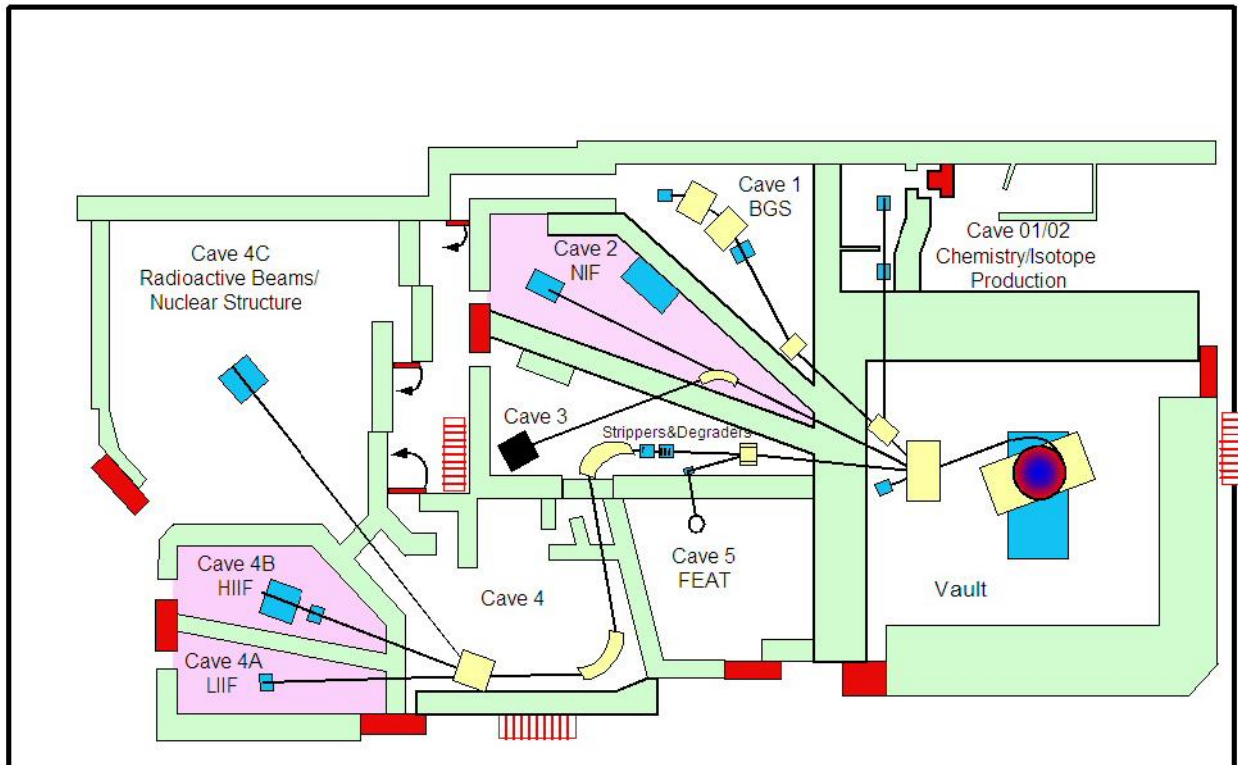 Cave 1
BGS
Cave 01/02
Chemistry/Isotope
Production
Cave 4C
Radioactive Beams/
Nuclear Structure
Cave 2
NIF
Cave 3
Strippers&Degraders
Cave 5
FEAT
Cave 4B
HIIF
Cave 4
Vault
Cave 4A
LIIF